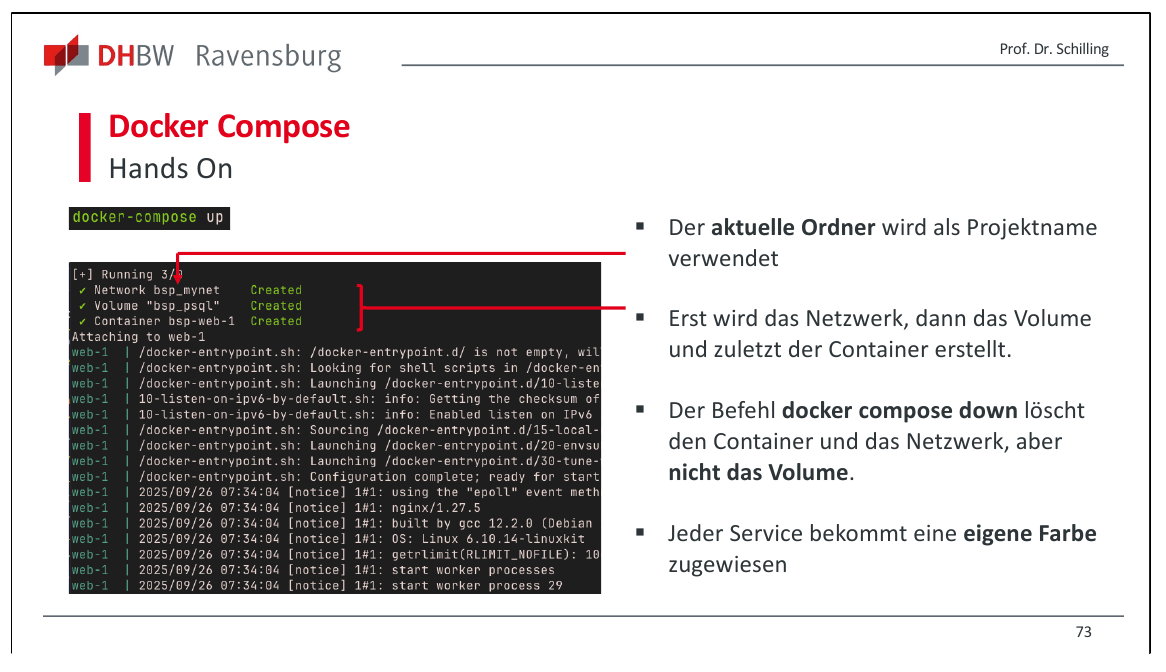 DHBW Ravensburg
Prof. Dr. Schilling
Docker Compose
Hands On
docker-compose up
[+] Running 3/0
✔ Network bsp_mynet Created
✔ Volume "bsp_psql" Created
✔ Container bsp-web-1 Created
Attaching to web-1
web-1 | /docker-entrypoint.sh: /docker-entrypoint.d/ is not empty, wil
web-1 | /docker-entrypoint.sh: Looking for shell scripts in /docker-en
web-1 | /docker-entrypoint.sh: Launching /docker-entrypoint.d/10-liste
web-1 | 10-listen-on-ipv6-by-default.sh: info: Getting the checksum of
web-1 | 10-listen-on-ipv6-by-default.sh: info: Enabled listen on IPv6
web-1 | /docker-entrypoint.sh: Sourcing /docker-entrypoint.d/15-local-
web-1 | /docker-entrypoint.sh: Launching /docker-entrypoint.d/20-envsu
web-1 | /docker-entrypoint.sh: Launching /docker-entrypoint.d/30-tune-
web-1 | /docker-entrypoint.sh: Configuration complete; ready for start
web-1 | 2025/09/26 07:34:04 [notice] 1#1: using the "epoll" event meth
web-1 | 2025/09/26 07:34:04 [notice] 1#1: nginx/1.27.5
web-1 | 2025/09/26 07:34:04 [notice] 1#1: built by gcc 12.2.0 (Debian
web-1 | 2025/09/26 07:34:04 [notice] 1#1: OS: Linux 6.10.14-linuxkit
web-1 | 2025/09/26 07:34:04 [notice] 1#1: getrlimit(RLIMIT_NOFILE): 10
web-1 | 2025/09/26 07:34:04 [notice] 1#1: start worker processes
web-1 | 2025/09/26 07:34:04 [notice] 1#1: start worker process 29
▪ Der aktuelle Ordner wird als Projektname
verwendet
▪ Erst wird das Netzwerk, dann das Volume
und zuletzt der Container erstellt.
▪ Der Befehl docker compose down löscht
den Container und das Netzwerk, aber
nicht das Volume.
▪ Jeder Service bekommt eine eigene Farbe
zugewiesen
73